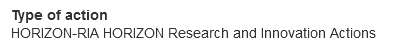 Type of action
HORIZON-RIA HORIZON Research and Innovation Actions